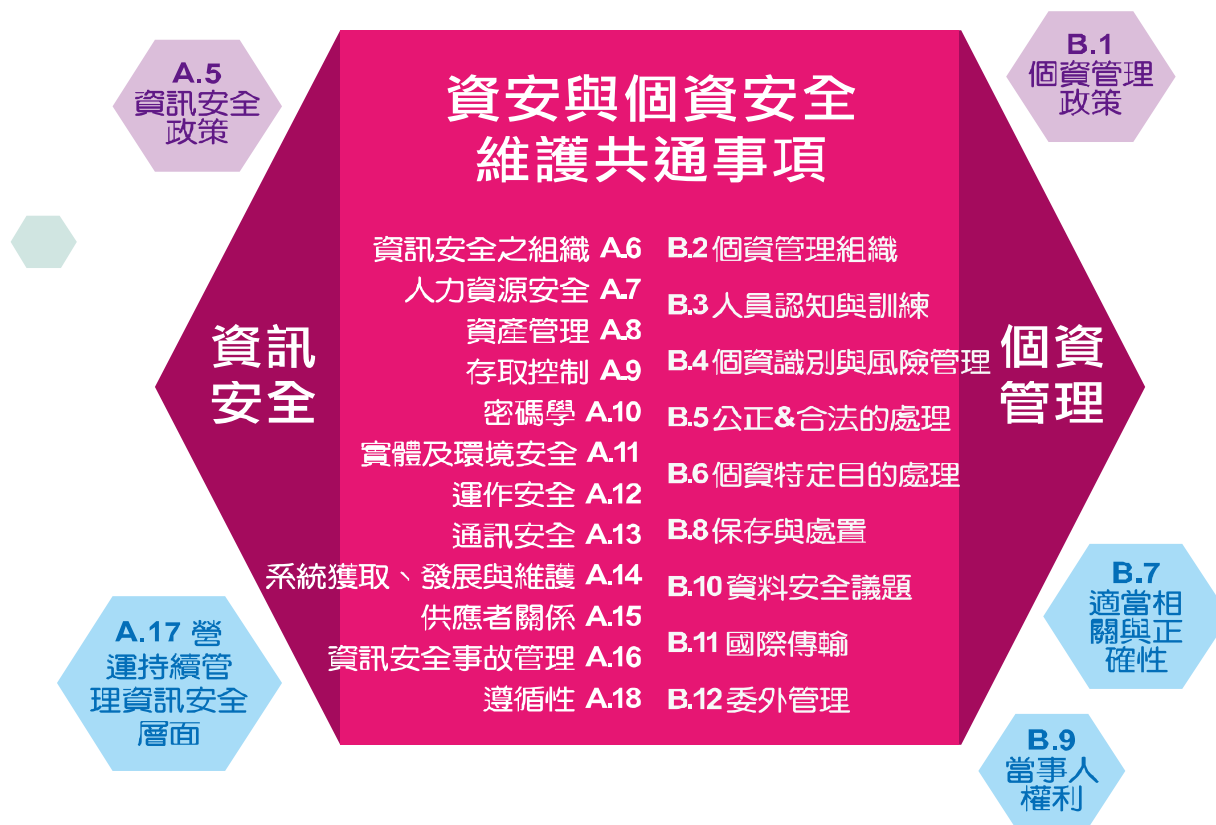 A.5
資訊安全
政策
B.1
個資管理
政策
資安與個資安全
維護共通事項
資訊
安全
資訊安全之組織 A.6
人力資源安全 A.7
資產管理 A.8
存取控制 A.9
密碼學 A.10
實體及環境安全 A.11
運作安全 A.12
通訊安全 A.13
系統獲取、發展與維護 A.14
供應者關係 A.15
資訊安全事故管理 A.16
遵循性 A.18
B.2個資管理組織
B.3人員認知與訓練
B.4個資識別與風險管理
B.5公正&合法的處理
B.6個資特定目的處理
B.8保存與處置
B.10資料安全議題
B.11國際傳輸
B.12委外管理
個資
管理
A.17 營
運持續管
理資訊安全
層面
B.7
適當相
關與正
確性
B.9
當事人
權利